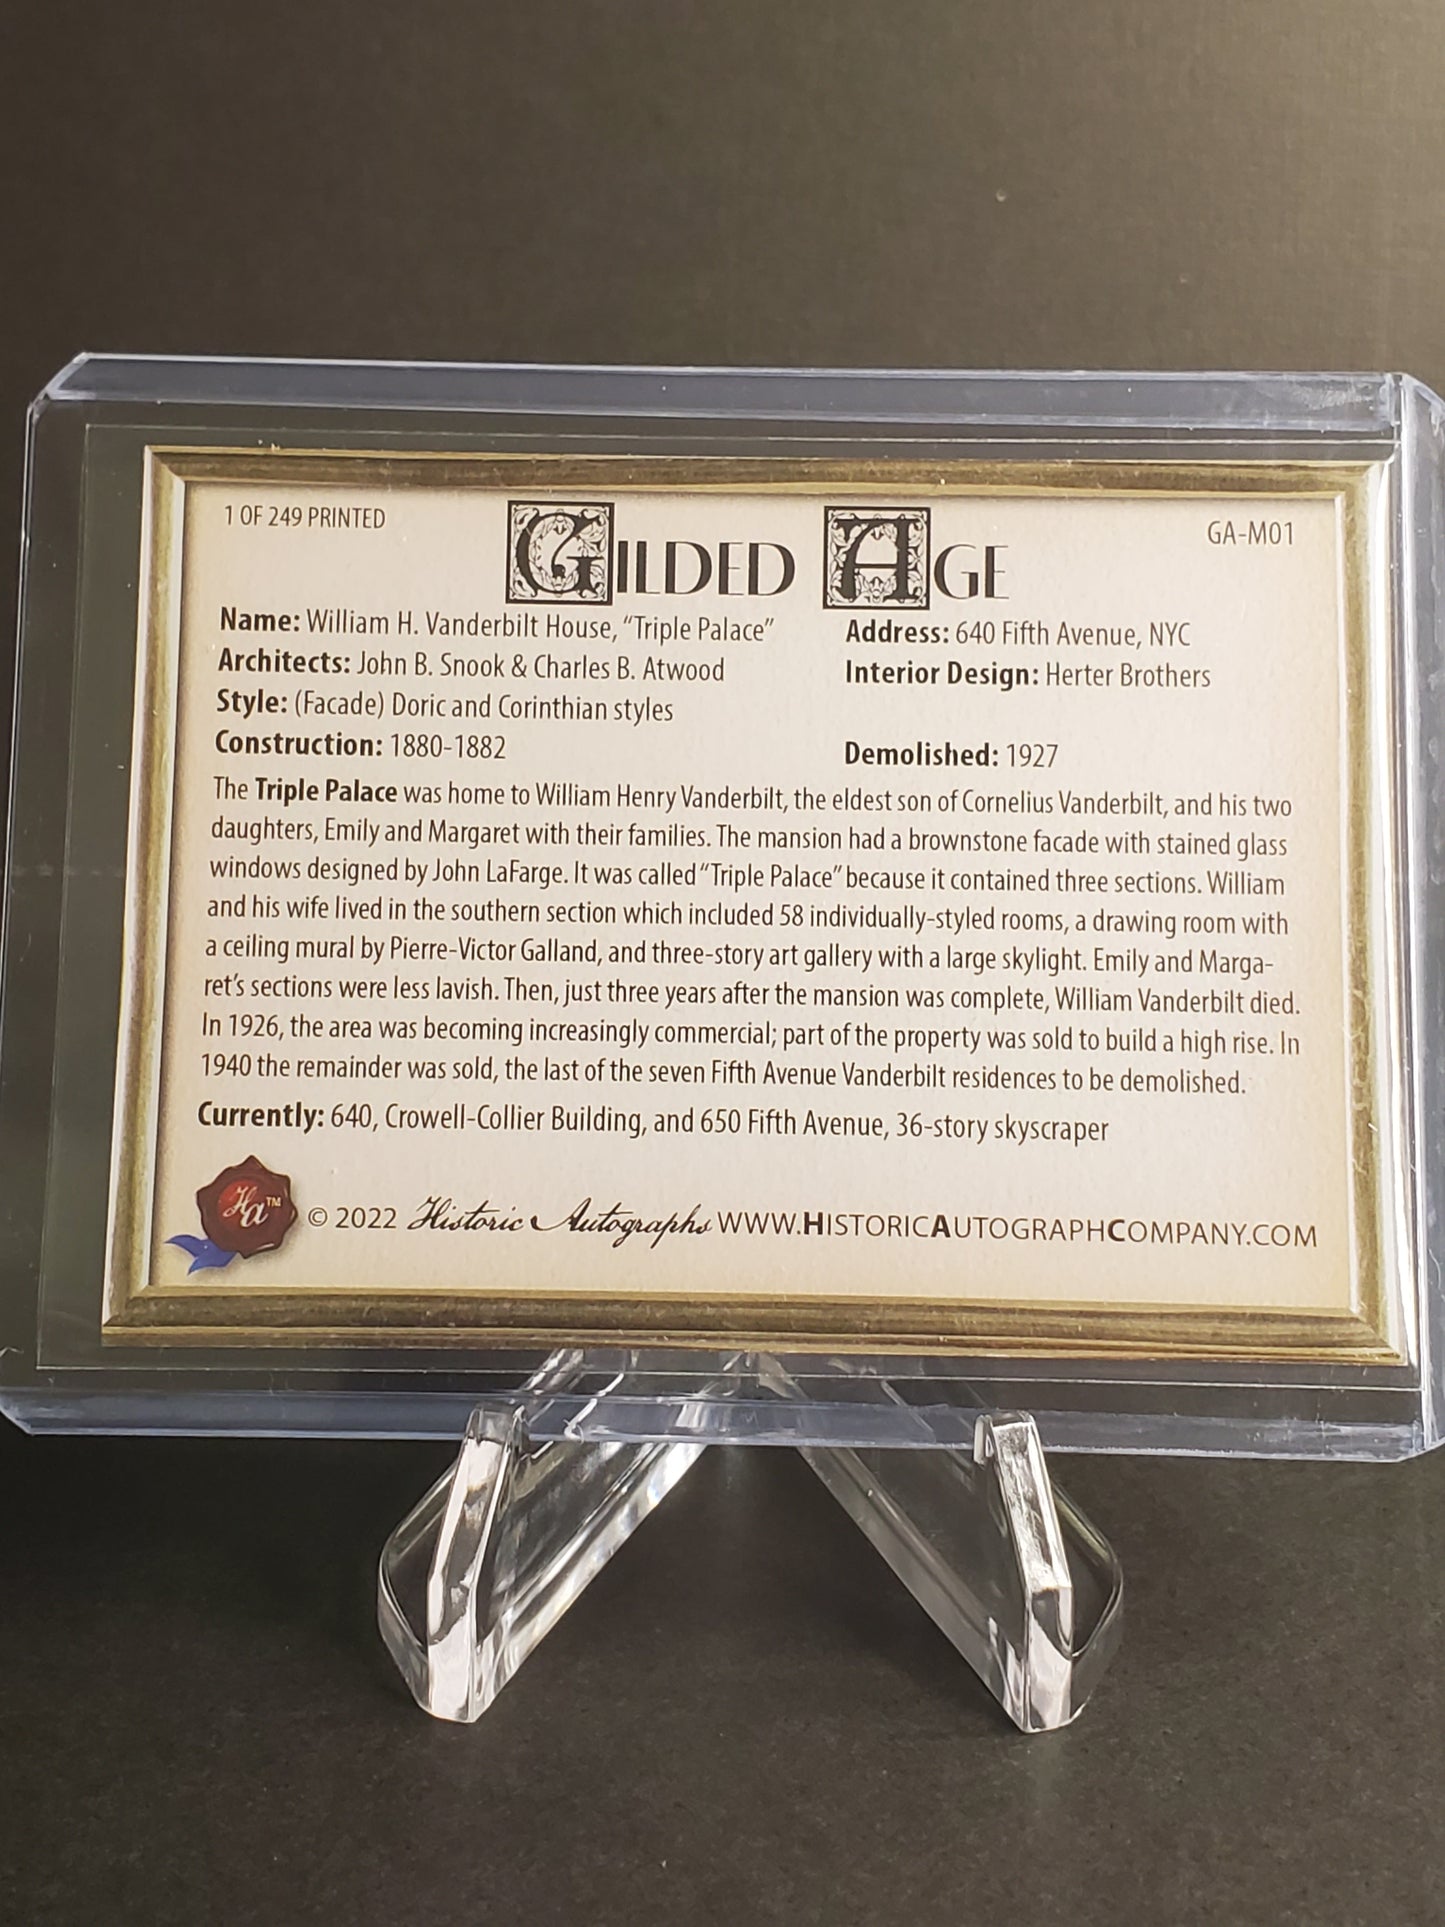 1 OF 249 PRINTED
GILDED AGE
GA-M01
Name: William H. Vanderbilt House, “Triple Palace”
Address: 640 Fifth Avenue, NYC
Architects: John B. Snook & Charles B. Atwood
Interior Design: Herter Brothers
Style: (Facade) Doric and Corinthian styles
Construction: 1880-1882
Demolished: 1927
The Triple Palace was home to William Henry Vanderbilt, the eldest son of Cornelius Vanderbilt, and his two
daughters, Emily and Margaret with their families. The mansion had a brownstone facade with stained glass
windows designed by John LaFarge. It was called “Triple Palace” because it contained three sections. William
and his wife lived in the southern section which included 58 individually-styled rooms, a drawing room with
a ceiling mural by Pierre-Victor Galland, and three-story art gallery with a large skylight. Emily and Marga-
ret’s sections were less lavish. Then, just three years after the mansion was complete, William Vanderbilt died.
In 1926, the area was becoming increasingly commercial; part of the property was sold to build a high rise. In
1940 the remainder was sold, the last of the seven Fifth Avenue Vanderbilt residences to be demolished.
Currently: 640, Crowell-Collier Building, and 650 Fifth Avenue, 36-story skyscraper
Ha™ © 2022 Historic Autographs WWW.HISTORICAUTOGRAPHCOMPANY.COM